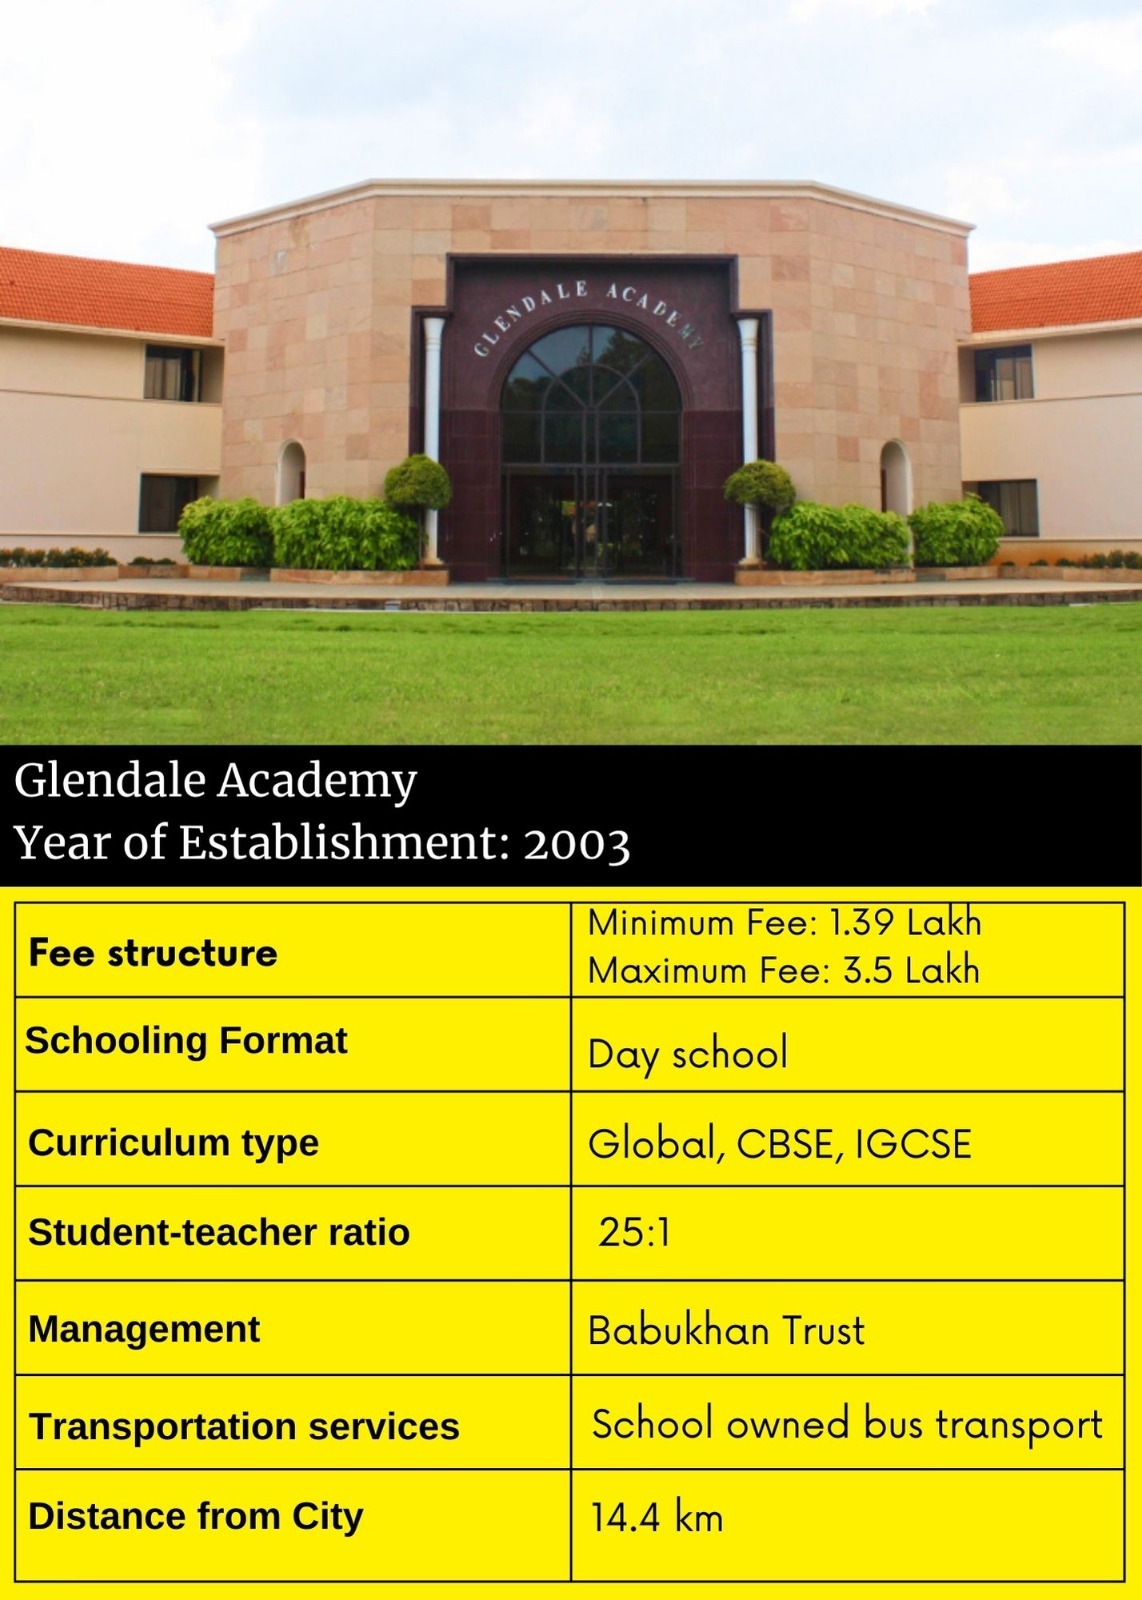 GLENDALE ACADEMY
Glendale Academy
Year of Establishment: 2003
Fee structure
Minimum Fee: 1.39 Lakh
Maximum Fee: 3.5 Lakh
Schooling Format
Day school
Curriculum type
Global, CBSE, IGCSE
Student-teacher ratio
25:1
Management
Babukhan Trust
Transportation services
School owned bus transport
Distance from City
14.4 km